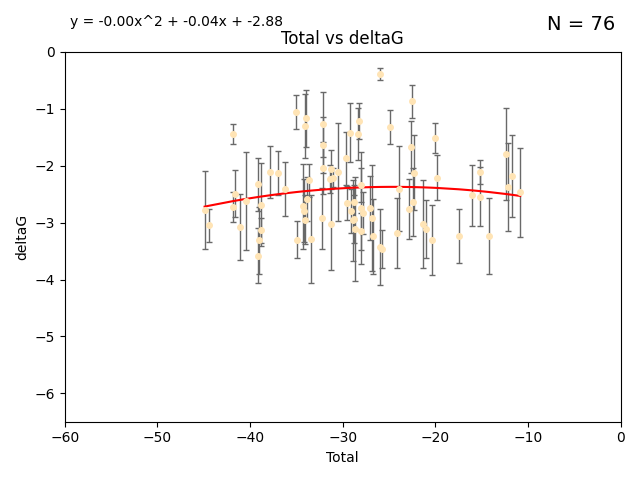 y = -0.00x^2 + -0.04x + -2.88
N = 76
Total vs deltaG
0
−1
−2
−3
−4
−5
−6
deltaG
−60 −50 −40 −30 −20 −10 0
Total